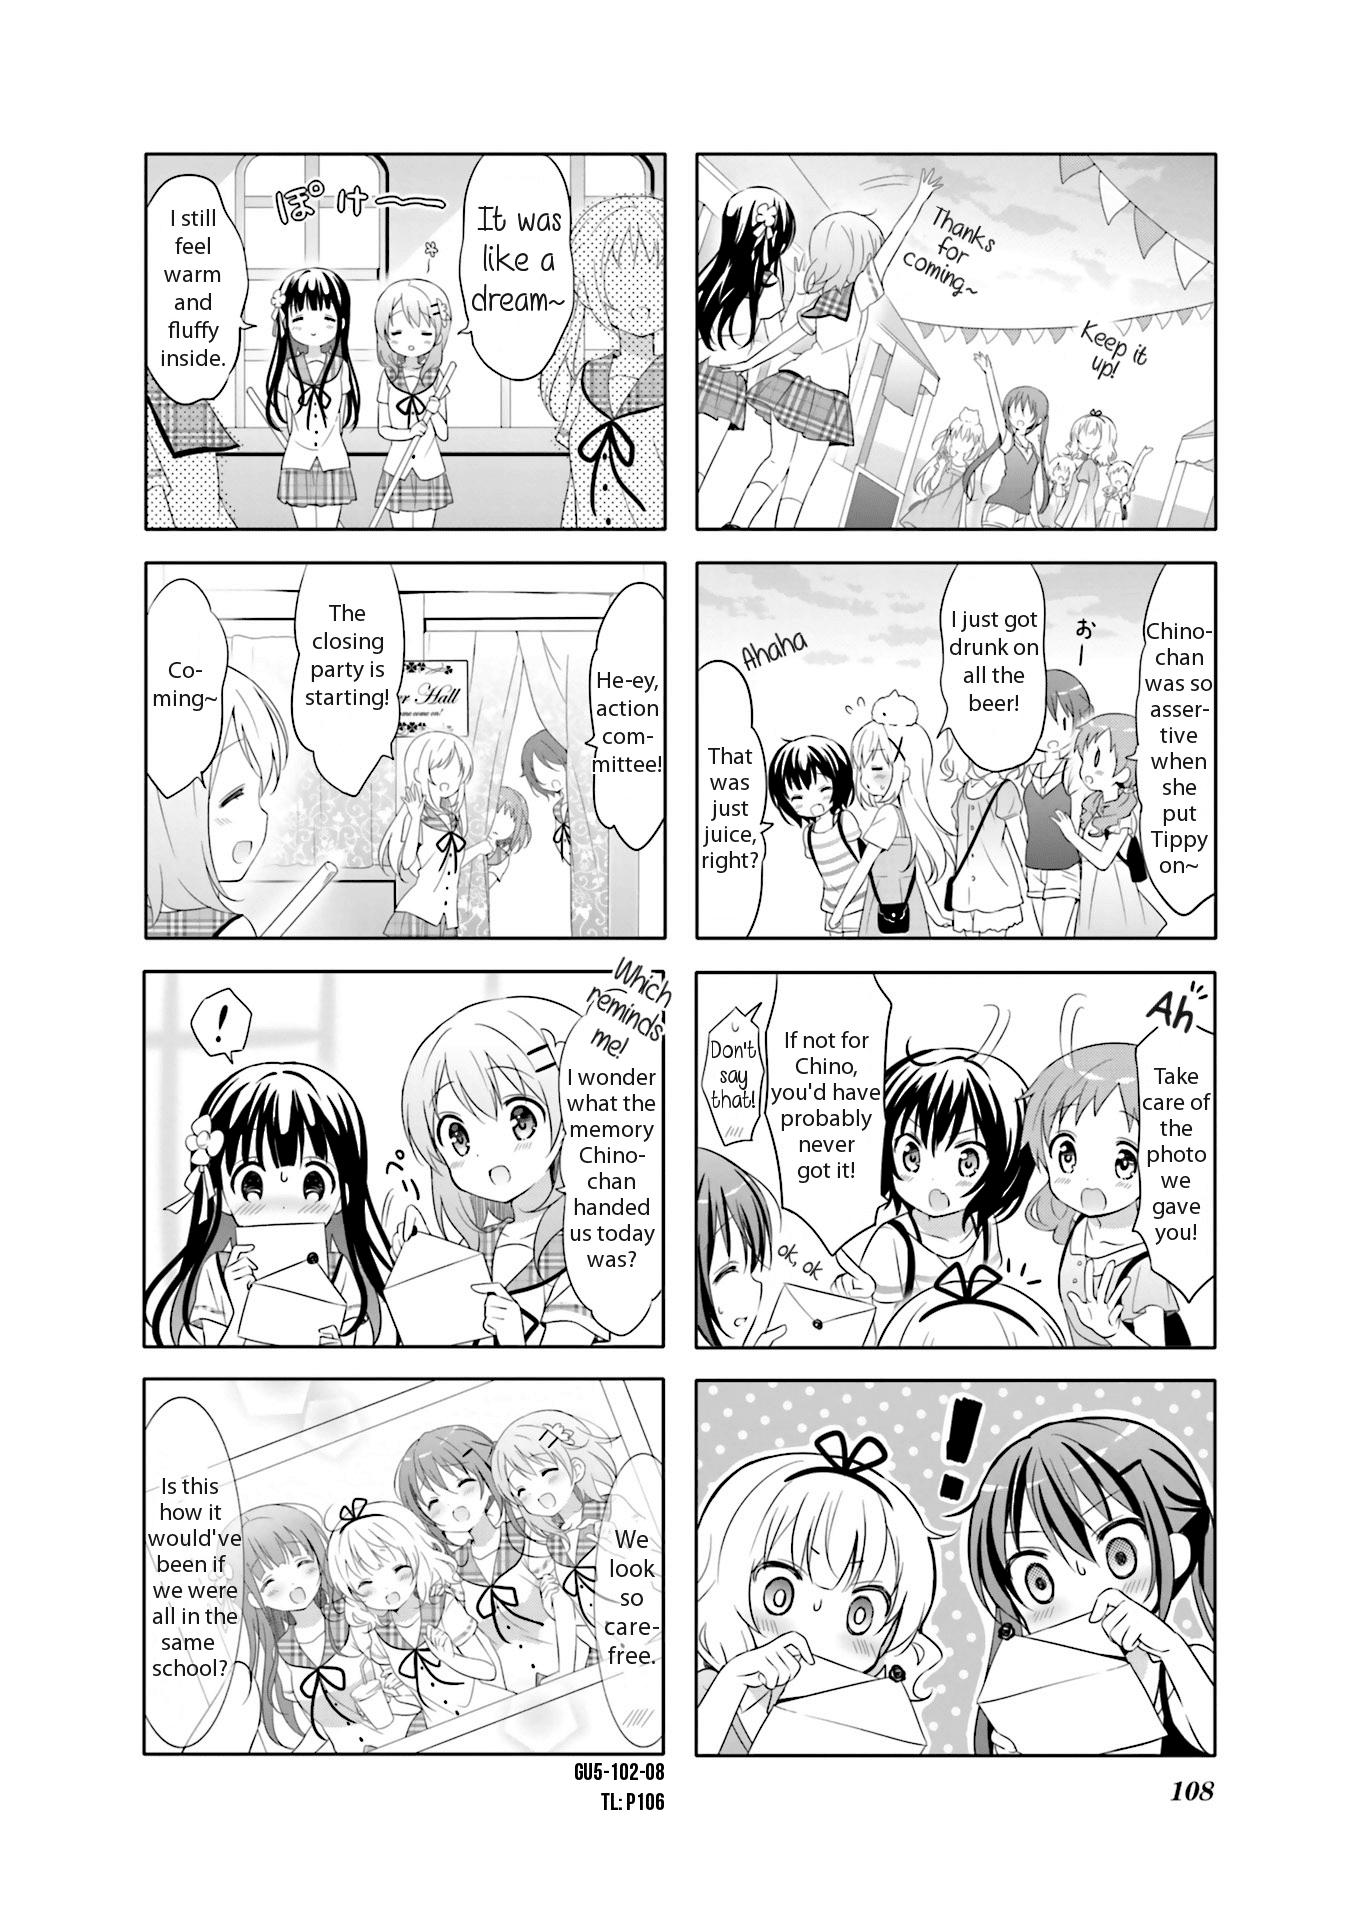 Thanks
for
coming~
Keep it
up!
Chino-
chan
was so
asser-
tive
when
she
put
Tippy
on~
お
I just got
drunk on
all the
beer!
Ahaha
That
was
just
juice,
right?
Ah
Take
care of
the
photo
we
gave
you!
If not for
Chino,
you'd have
probably
never
got it!
Don't
say
that!
ok, ok
!
It was
like a
dream~
ぽけ〜
I still
feel
warm
and
fluffy
inside.
He-ey,
action
com-
mittee!
er Hall
The
closing
party is
starting!
Co-
ming~
Which
reminds
me!
I wonder
what the
memory
Chino-
chan
handed
us today
was?
ぺら
!
We
look
so
care-
free.
Is this
how it
would've
been if
we were
all in the
same
school?
GU5-102-08
TL: P106
108